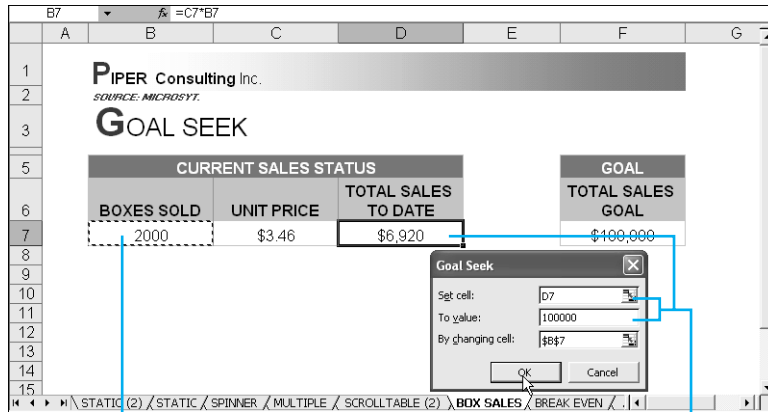 B7 fx =C7*B7
A B C D E F G
1 PIPER Consulting Inc.
2 SOURCE: MICROSYT.
3 GOAL SEEK
5 CURRENT SALES STATUS GOAL
6 BOXES SOLD UNIT PRICE TOTAL SALES TO DATE TOTAL SALES GOAL
7 2000 $3.46 $6,920 $100,000
8
9
10
11
12
13
14
15
Goal Seek
Set cell: D7
To value: 100000
By changing cell: $B$7
OK Cancel
STATIC (2) STATIC SPINNER MULTIPLE SCROLLTABLE (2) BOX SALES BREAK EVEN